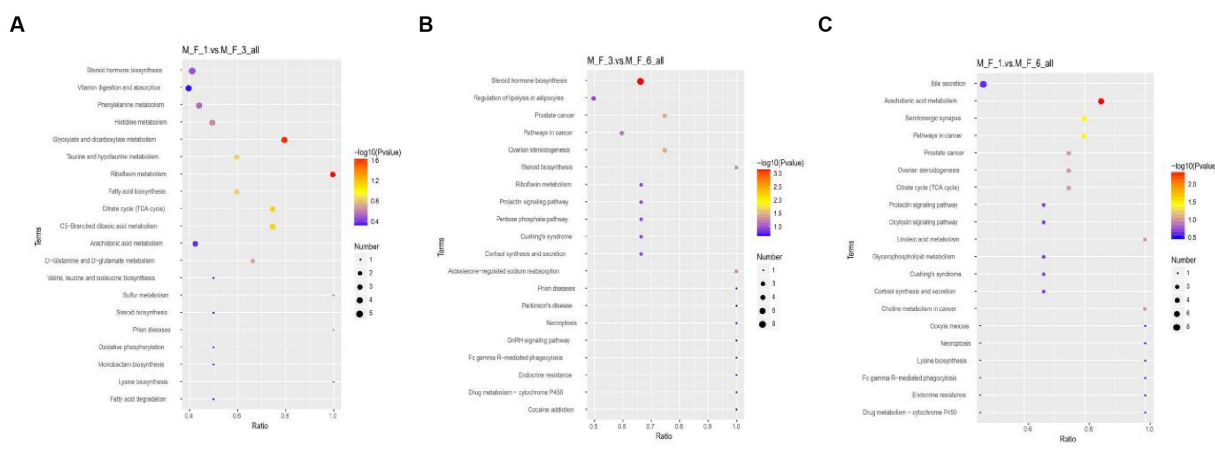 A
M_F_1.vs.M_F_3_all
Steroid hormone biosynthesis
Vitamin digestion and absorption
Phenylalanine metabolism
Histidine metabolism
Glyoxylate and dicarboxylate metabolism
Taurine and hypotaurine metabolism
Riboflavin metabolism
Fatty acid biosynthesis
Citrate cycle (TCA cycle)
C5-Branched dibasic acid metabolism
Arachidonic acid metabolism
D-Glutamine and D-glutamate metabolism
Valine, leucine and isoleucine biosynthesis
Sulfur metabolism
Steroid biosynthesis
Prion diseases
Oxidative phosphorylation
Monobactam biosynthesis
Lysine biosynthesis
Fatty acid degradation
Terms
0.4 0.6 0.8 1.0
Ratio
-log10(Pvalue)
1.6
1.2
0.8
0.4
Number
1
2
3
4
5
B
M_F_3.vs.M_F_6_all
Steroid hormone biosynthesis
Regulation of lipolysis in adipocytes
Prostate cancer
Pathways in cancer
Ovarian steroidogenesis
Steroid biosynthesis
Riboflavin metabolism
Prolactin signaling pathway
Pentose phosphate pathway
Cushing's syndrome
Cortisol synthesis and secretion
Aldosterone-regulated sodium reabsorption
Prion diseases
Parkinson's disease
Necroptosis
GnRH signaling pathway
Fc gamma R-mediated phagocytosis
Endocrine resistance
Drug metabolism - cytochrome P450
Cocaine addiction
Terms
0.5 0.6 0.7 0.8 0.9 1.0
Ratio
-log10(Pvalue)
3.0
2.5
2.0
1.5
1.0
Number
1
3
4
6
8
C
M_F_1.vs.M_F_6_all
Bile secretion
Arachidonic acid metabolism
Serotonergic synapse
Pathways in cancer
Prostate cancer
Ovarian steroidogenesis
Citrate cycle (TCA cycle)
Prolactin signaling pathway
Oxytocin signaling pathway
Linoleic acid metabolism
Glycerophospholipid metabolism
Cushing's syndrome
Cortisol synthesis and secretion
Choline metabolism in cancer
Oocyte meiosis
Necroptosis
Lysine biosynthesis
Fc gamma R-mediated phagocytosis
Endocrine resistance
Drug metabolism - cytochrome P450
Terms
0.6 0.8 1.0
Ratio
-log10(Pvalue)
2.0
1.5
1.0
0.5
Number
1
3
4
6
8